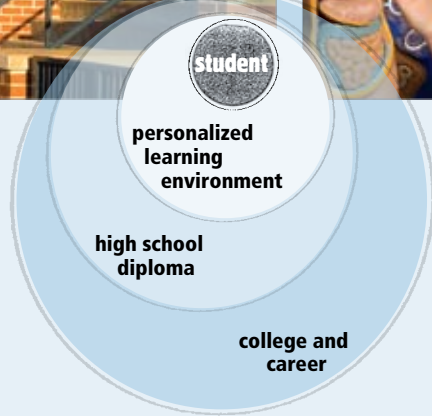 student
personalized
learning
environment
high school
diploma
college and
career